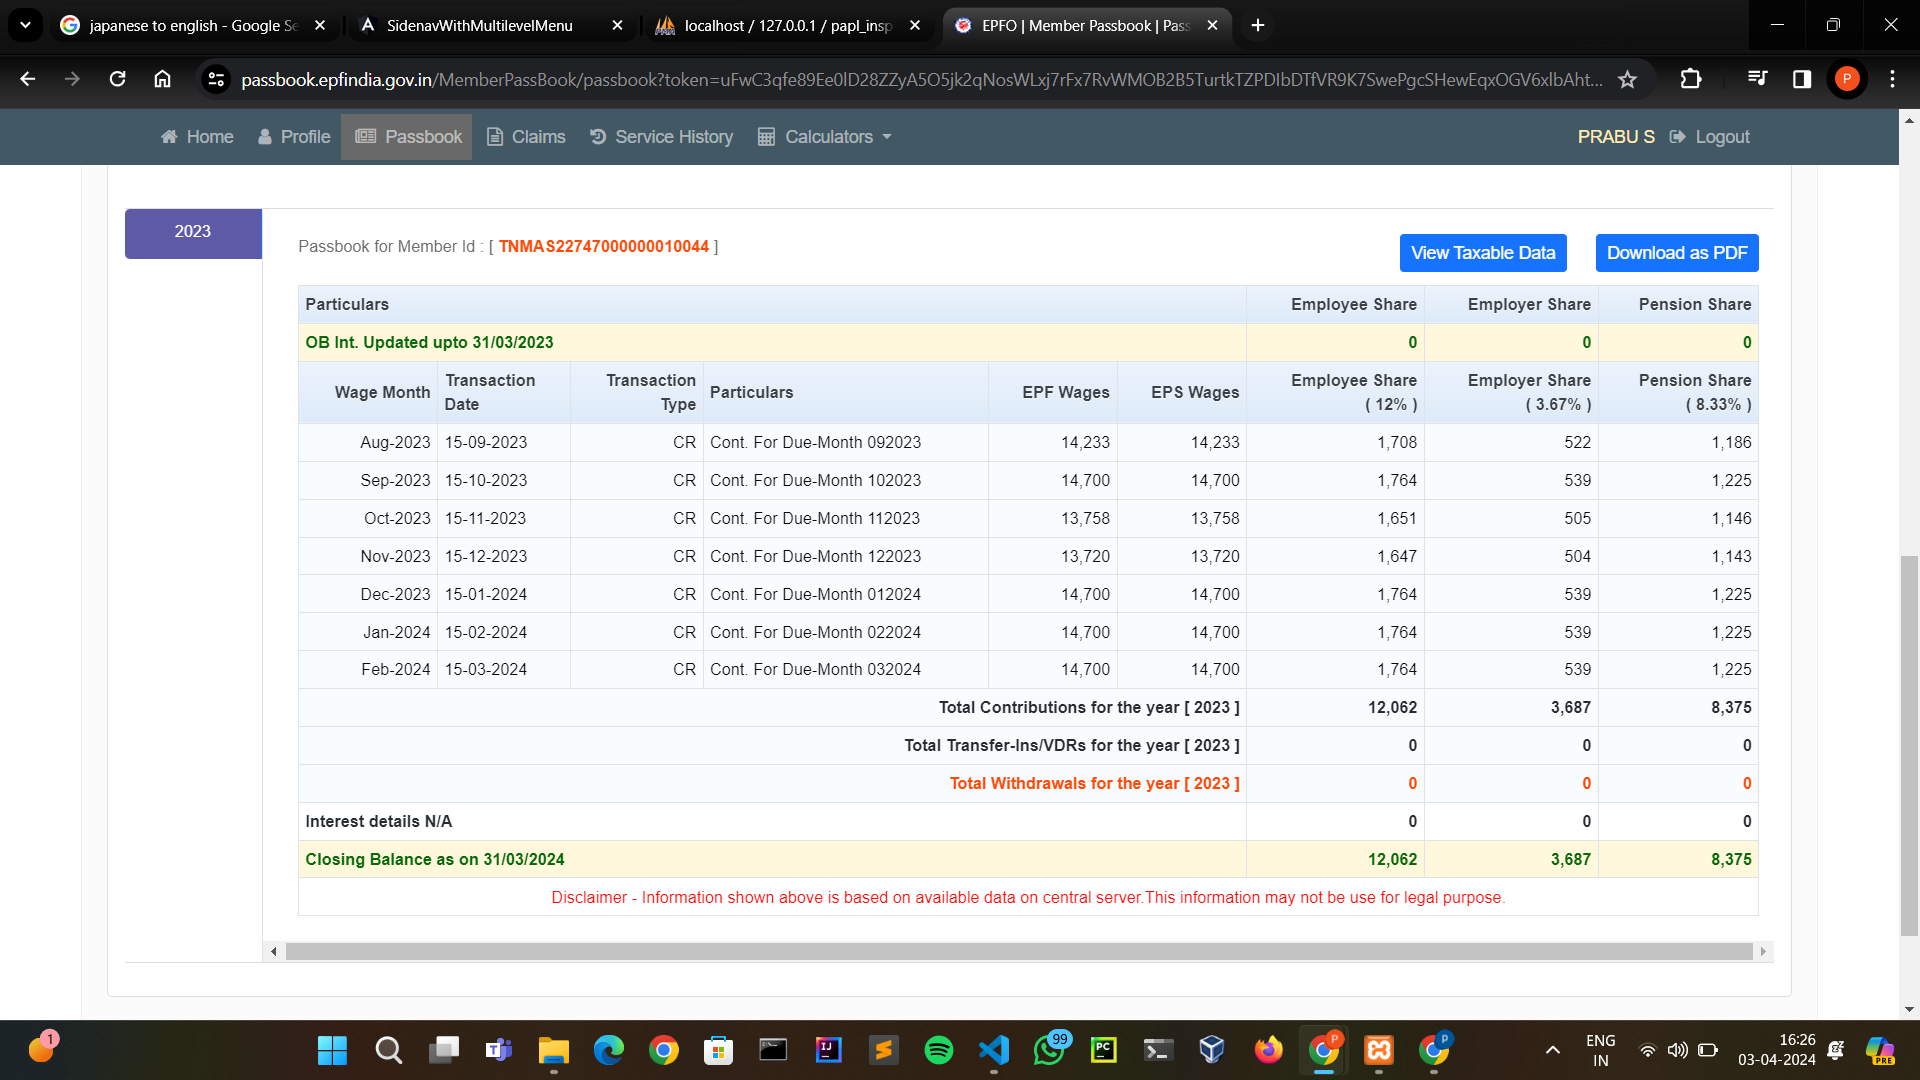 japanese to english - Google Se
SidenavWithMultilevelMenu
localhost / 127.0.0.1 / papl_insp
EPFO | Member Passbook | Pass
passbook.epfindia.gov.in/MemberPassBook/passbook?token=uFwC3qfe89Ee0lD28ZZyA5O5jk2qNosWLxj7rFx7RvWMOB2B5TurtkTZPDIbDTfVR9K7SwePgcSHewEqxOGV6xlbAht...
P
Home Profile Passbook Claims Service History Calculators PRABU S Logout
2023
Passbook for Member Id : [ TNMAS22747000000010044 ]
View Taxable Data Download as PDF
Particulars Employee Share Employer Share Pension Share
OB Int. Updated upto 31/03/2023 0 0 0
Wage Month Transaction Date Transaction Type Particulars EPF Wages EPS Wages Employee Share ( 12% ) Employer Share ( 3.67% ) Pension Share ( 8.33% )
Aug-2023 15-09-2023 CR Cont. For Due-Month 092023 14,233 14,233 1,708 522 1,186
Sep-2023 15-10-2023 CR Cont. For Due-Month 102023 14,700 14,700 1,764 539 1,225
Oct-2023 15-11-2023 CR Cont. For Due-Month 112023 13,758 13,758 1,651 505 1,146
Nov-2023 15-12-2023 CR Cont. For Due-Month 122023 13,720 13,720 1,647 504 1,143
Dec-2023 15-01-2024 CR Cont. For Due-Month 012024 14,700 14,700 1,764 539 1,225
Jan-2024 15-02-2024 CR Cont. For Due-Month 022024 14,700 14,700 1,764 539 1,225
Feb-2024 15-03-2024 CR Cont. For Due-Month 032024 14,700 14,700 1,764 539 1,225
Total Contributions for the year [ 2023 ] 12,062 3,687 8,375
Total Transfer-Ins/VDRs for the year [ 2023 ] 0 0 0
Total Withdrawals for the year [ 2023 ] 0 0 0
Interest details N/A 0 0 0
Closing Balance as on 31/03/2024 12,062 3,687 8,375
Disclaimer - Information shown above is based on available data on central server.This information may not be use for legal purpose.
1
99
ENG
IN
16:26
03-04-2024
PRE